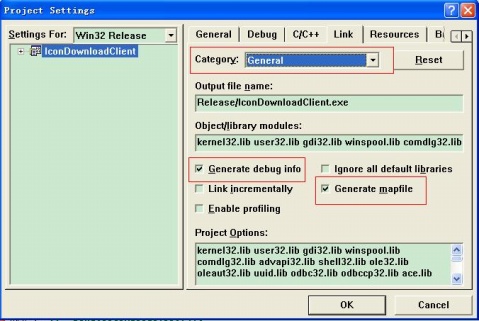 Project Settings
Settings For: Win32 Release
IconDownloadClient
General Debug C/C++ Link Resources
Category: General
Reset
Output file name:
Release/IconDownloadClient.exe
Object/library modules:
kernel32.lib user32.lib gdi32.lib winspool.lib comdlg32.lib
Generate debug info
Ignore all default libraries
Link incrementally
Generate mapfile
Enable profiling
Project Options:
kernel32.lib user32.lib gdi32.lib winspool.lib
comdlg32.lib advapi32.lib shell32.lib ole32.lib
oleaut32.lib uuid.lib odbc32.lib odbccp32.lib ace.lib
OK
Cancel